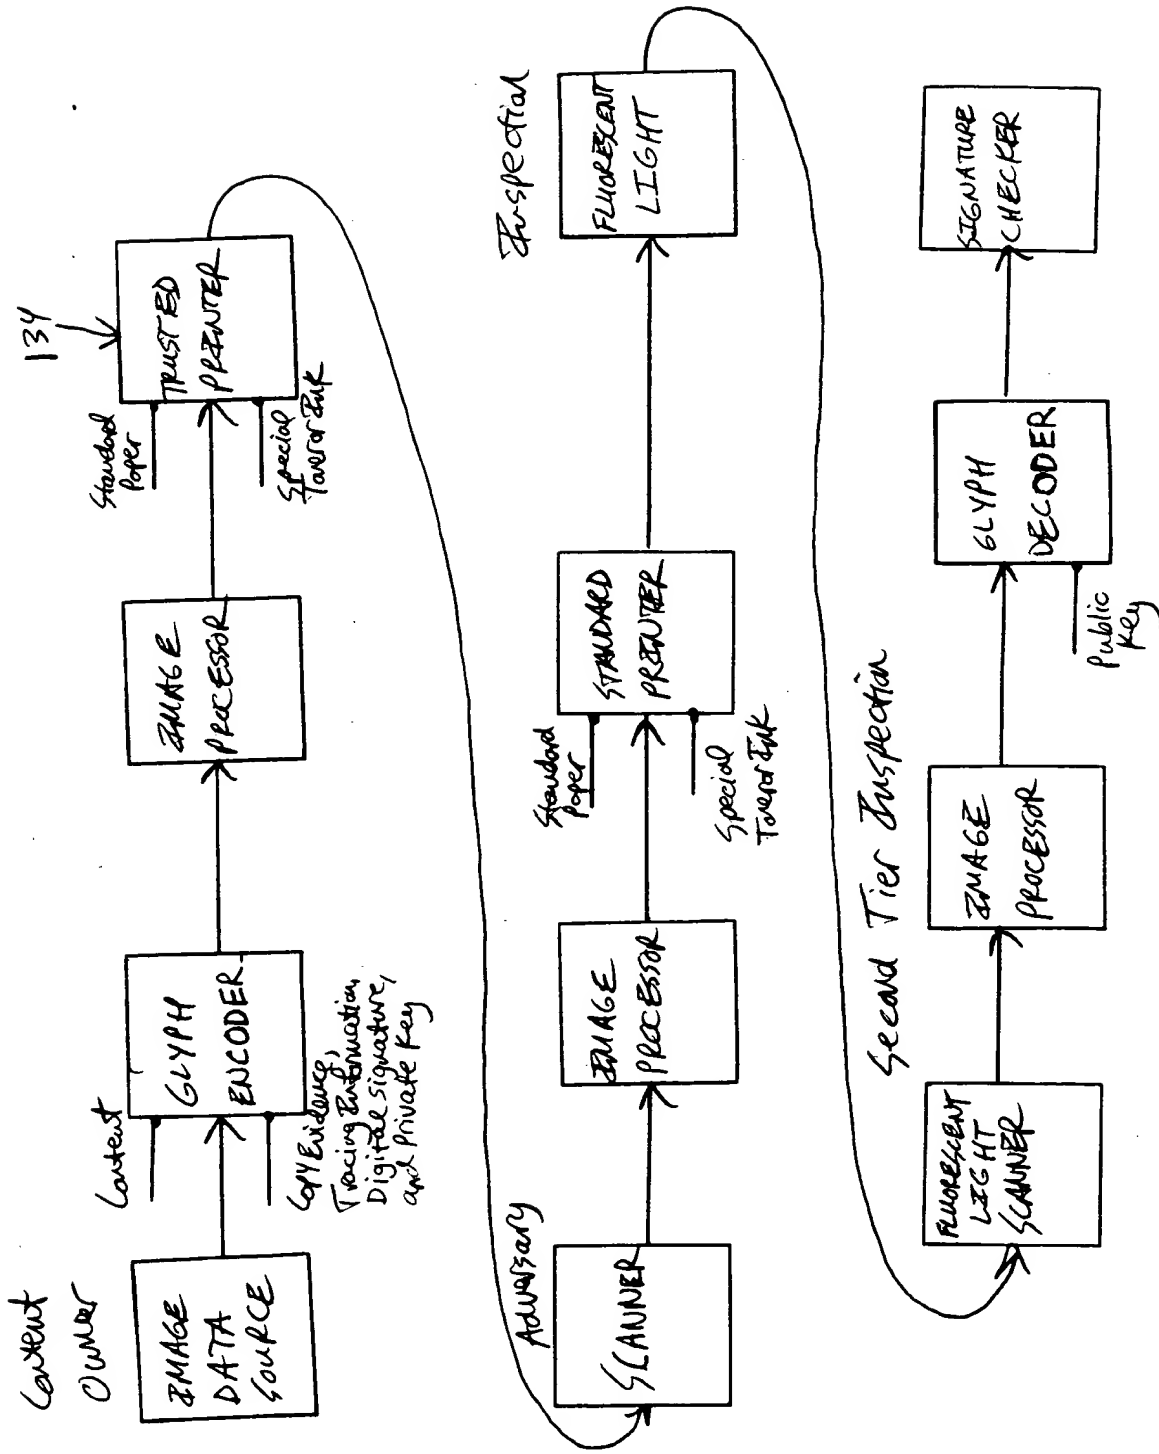 Content
Owner
IMAGE
DATA
SOURCE
Content
GLYPH
ENCODER
Copy Evidence,
Tracing Information,
Digital signature,
and Private Key
IMAGE
PROCESSOR
Standard
Paper
134
TRUSTED
PRINTER
Special
Toner or Ink
Adversary
SCANNER
IMAGE
PROCESSOR
Standard
Paper
STANDARD
PRINTER
Special
Toner or Ink
FLUORESCENT
LIGHT
Second Tier Inspection
FLUORESCENT
LIGHT
SCANNER
IMAGE
PROCESSOR
GLYPH
DECODER
Public
Key
SIGNATURE
CHECKER